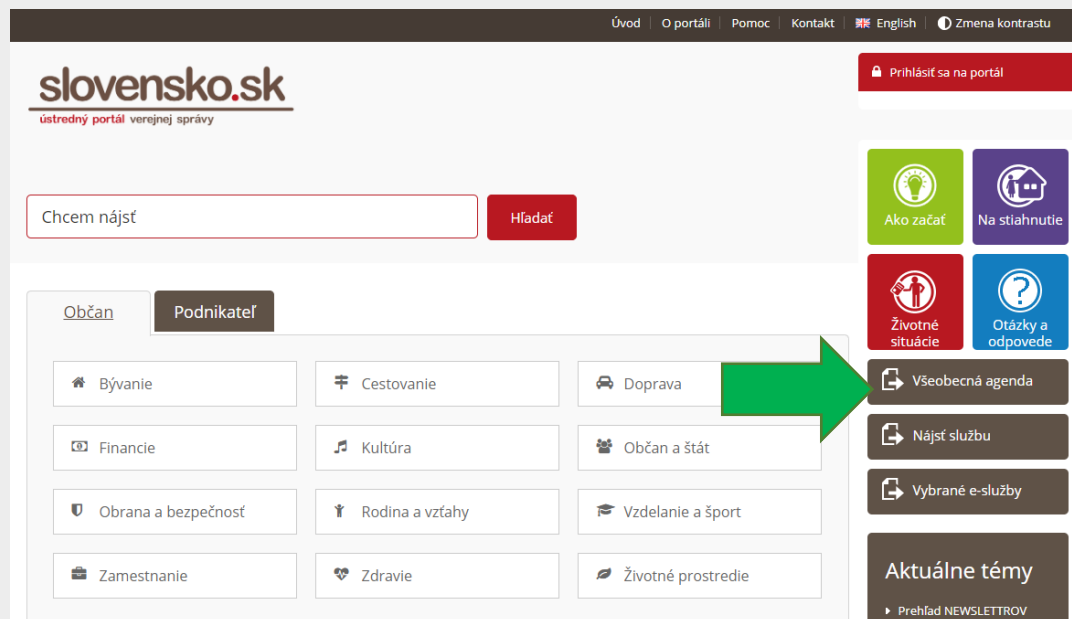 Úvod
O portáli
Pomoc
Kontakt
English
Zmena kontrastu
slovensko.sk
ústredný portál verejnej správy
Prihlásiť sa na portál
Chcem nájsť
Hľadať
Ako začať
Na stiahnutie
Životné
situácie
Otázky a
odpovede
Občan
Podnikateľ
Bývanie
Cestovanie
Doprava
Financie
Kultúra
Občan a štát
Obrana a bezpečnosť
Rodina a vzťahy
Vzdelanie a šport
Zamestnanie
Zdravie
Životné prostredie
Všeobecná agenda
Nájsť službu
Vybrané e-služby
Aktuálne témy
Prehľad NEWSLETTROV